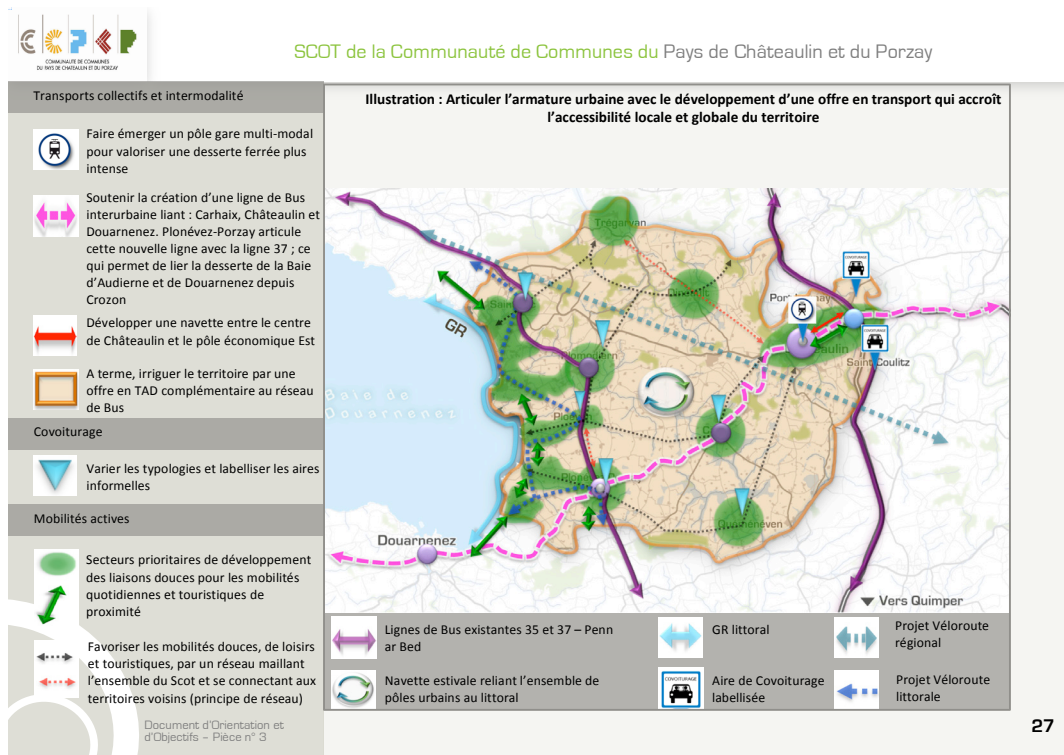 COMMUNAUTÉ DE COMMUNES
DU PAYS DE CHATEAULIN ET DU PORZAY
SCOT de la Communauté de Communes du Pays de Châteaulin et du Porzay
Transports collectifs et intermodalité
Faire émerger un pôle gare multi-modal
pour valoriser une desserte ferrée plus
intense
Soutenir la création d'une ligne de Bus
interurbaine liant : Carhaix, Châteaulin et
Douarnenez. Plonévez-Porzay articule
cette nouvelle ligne avec la ligne 37 ; ce
qui permet de lier la desserte de la Baie
d'Audierne et de Douarnenez depuis
Crozon
Développer une navette entre le centre
de Châteaulin et le pôle économique Est
A terme, irriguer le territoire par une
offre en TAD complémentaire au réseau
de Bus
Covoiturage
Varier les typologies et labelliser les aires
informelles
Mobilités actives
Secteurs prioritaires de développement
des liaisons douces pour les mobilités
quotidiennes et touristiques de
proximité
Favoriser les mobilités douces, de loisirs
et touristiques, par un réseau maillant
l'ensemble du Scot et se connectant aux
territoires voisins (principe de réseau)
Document d'Orientation et
d'Objectifs – Pièce n° 3
Illustration : Articuler l'armature urbaine avec le développement d'une offre en transport qui accroît
l'accessibilité locale et globale du territoire
Trégarvan
COVOITURAGE
GR
COVOITURAGE
Saint Coulitz
Baie de
Douarnenez
Douarnenez
Vers Quimper
Lignes de Bus existantes 35 et 37 – Penn
ar Bed
GR littoral
Projet Véloroute
régional
Navette estivale reliant l'ensemble de
pôles urbains au littoral
COVOITURAGE
Aire de Covoiturage
labellisée
Projet Véloroute
littorale
27